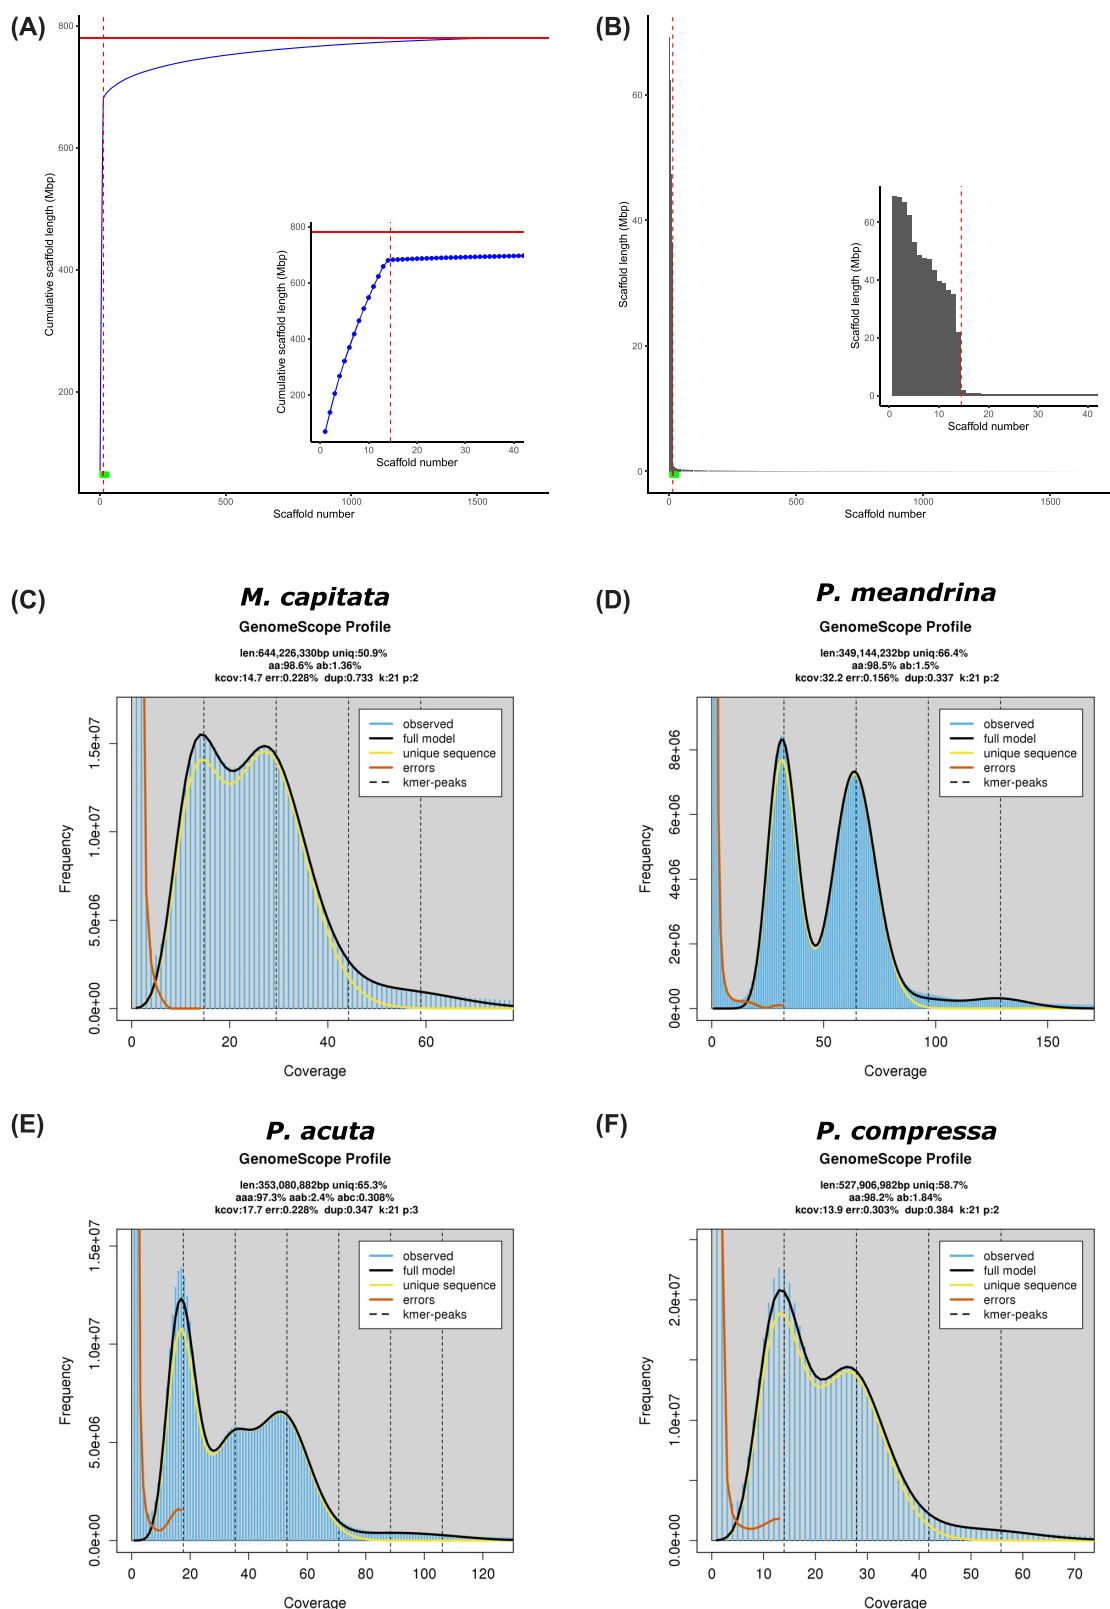 (A)
800
600
400
200
Cumulative scaffold length (Mbp)
0
500
1000
1500
Scaffold number
800
600
400
200
Cumulative scaffold length (Mbp)
0
10
20
30
40
Scaffold number
(B)
60
40
20
0
Scaffold length (Mbp)
0
500
1000
1500
Scaffold number
60
40
20
0
Scaffold length (Mbp)
0
10
20
30
40
Scaffold number
(C)
M. capitata
GenomeScope Profile
len:644,226,330bp uniq:50.9%
aa:98.6% ab:1.36%
kcov:14.7 err:0.228% dup:0.733 k:21 p:2
observed
full model
unique sequence
errors
kmer-peaks
Frequency
0.0e+00
5.0e+06
1.0e+07
1.5e+07
0
20
40
60
Coverage
(D)
P. meandrina
GenomeScope Profile
len:349,144,232bp uniq:66.4%
aa:98.5% ab:1.5%
kcov:32.2 err:0.156% dup:0.337 k:21 p:2
observed
full model
unique sequence
errors
kmer-peaks
Frequency
0e+00
2e+06
4e+06
6e+06
8e+06
0
50
100
150
Coverage
(E)
P. acuta
GenomeScope Profile
len:353,080,882bp uniq:65.3%
aaa:97.3% aab:2.4% abc:0.308%
kcov:17.7 err:0.228% dup:0.347 k:21 p:3
observed
full model
unique sequence
errors
kmer-peaks
Frequency
0.0e+00
5.0e+06
1.0e+07
1.5e+07
0
20
40
60
80
100
120
Coverage
(F)
P. compressa
GenomeScope Profile
len:527,906,982bp uniq:58.7%
aa:98.2% ab:1.84%
kcov:13.9 err:0.303% dup:0.384 k:21 p:2
observed
full model
unique sequence
errors
kmer-peaks
Frequency
0.0e+00
1.0e+07
2.0e+07
0
10
20
30
40
50
60
70
Coverage